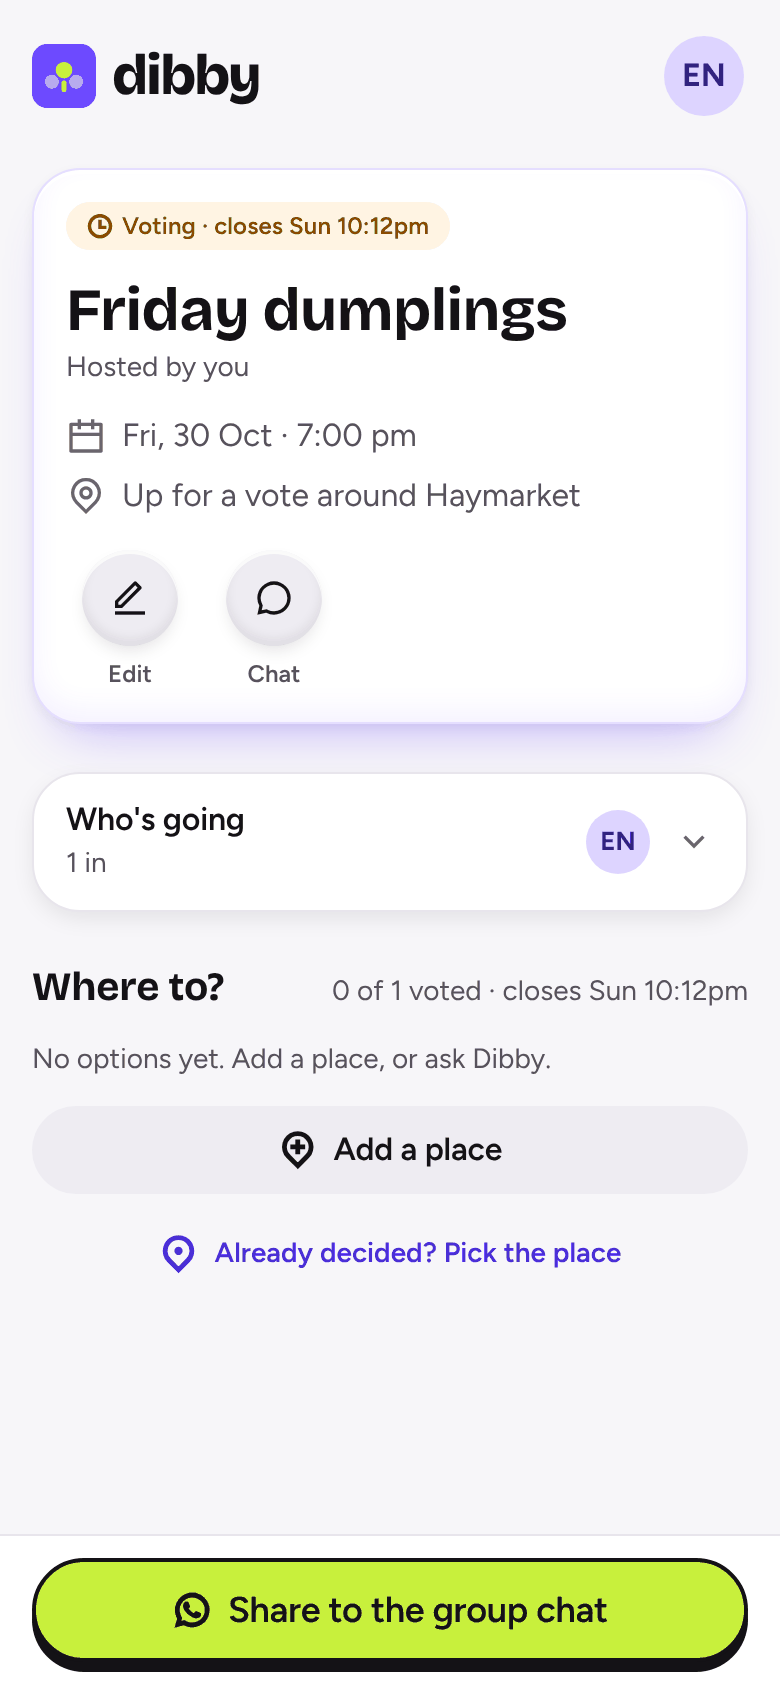 dibby
EN
Voting · closes Sun 10:12pm
Friday dumplings
Hosted by you
Fri, 30 Oct · 7:00 pm
Up for a vote around Haymarket
Edit
Chat
Who's going
1 in
EN
Where to?
0 of 1 voted · closes Sun 10:12pm
No options yet. Add a place, or ask Dibby.
Add a place
Already decided? Pick the place
Share to the group chat